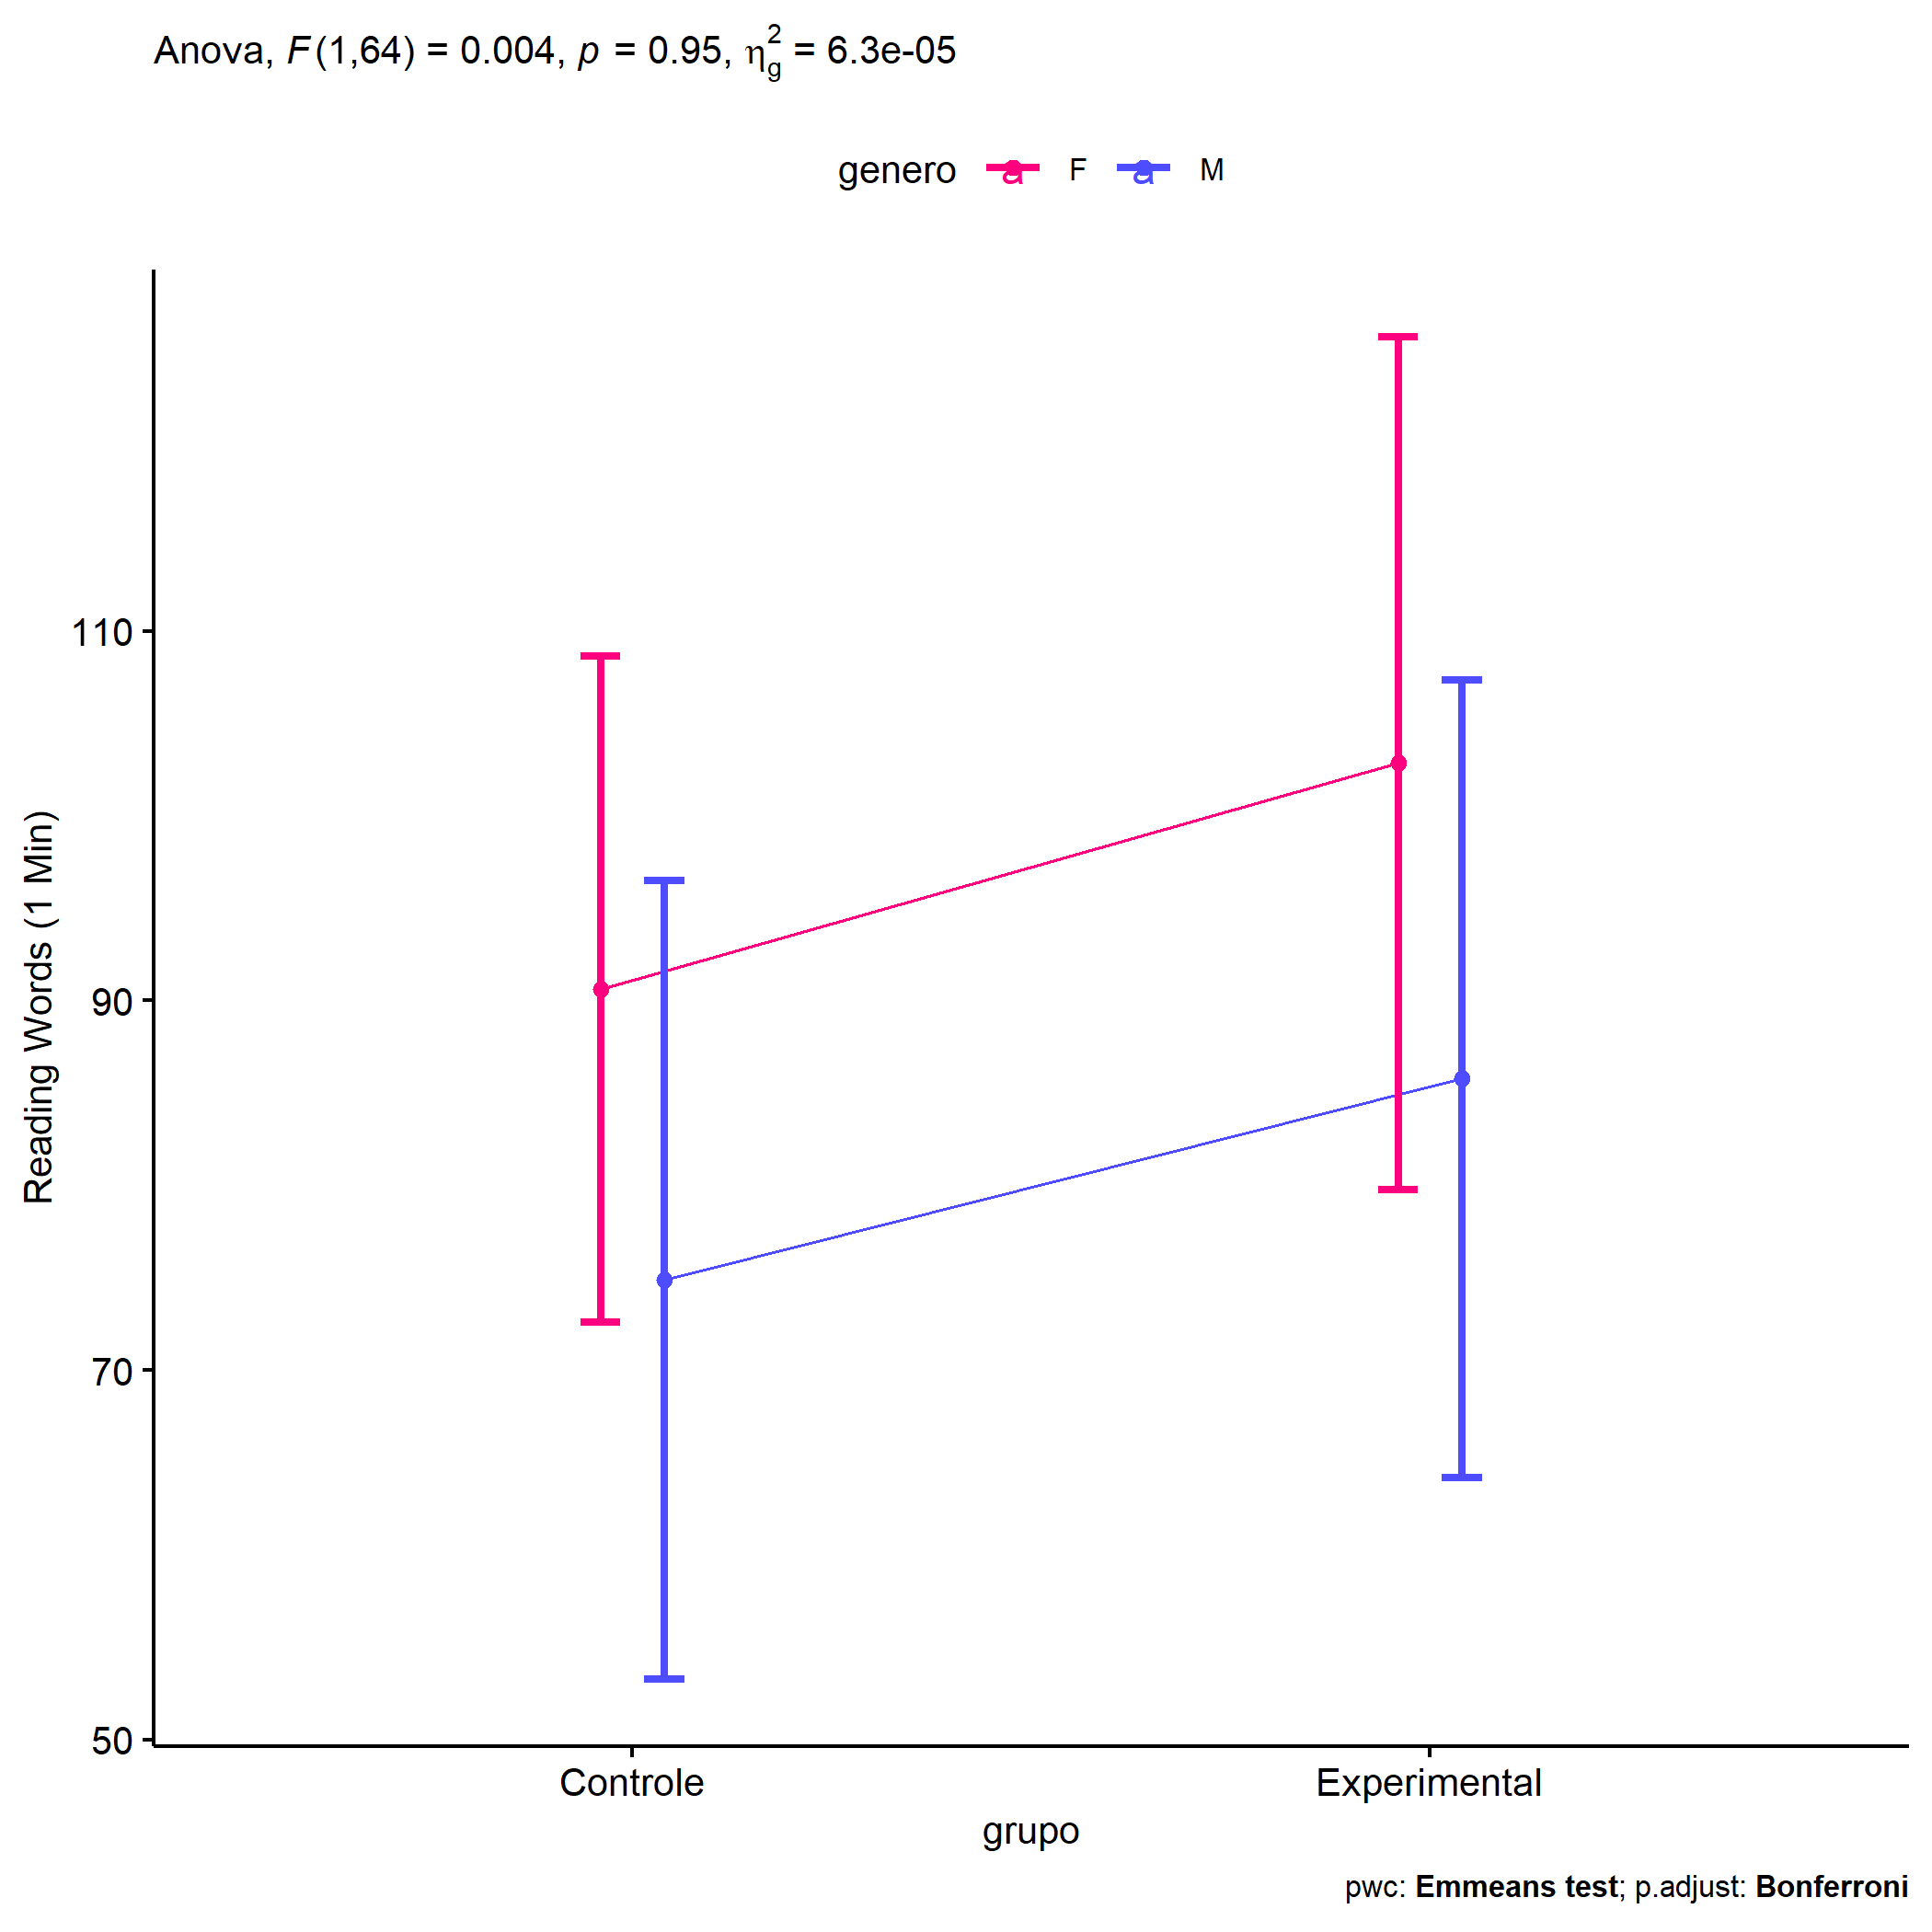 Anova, F(1,64) = 0.004, p = 0.95, η²g = 6.3e-05
genero a F a M
110
90
70
50
Reading Words (1 Min)
Controle Experimental
grupo
pwc: Emmeans test; p.adjust: Bonferroni